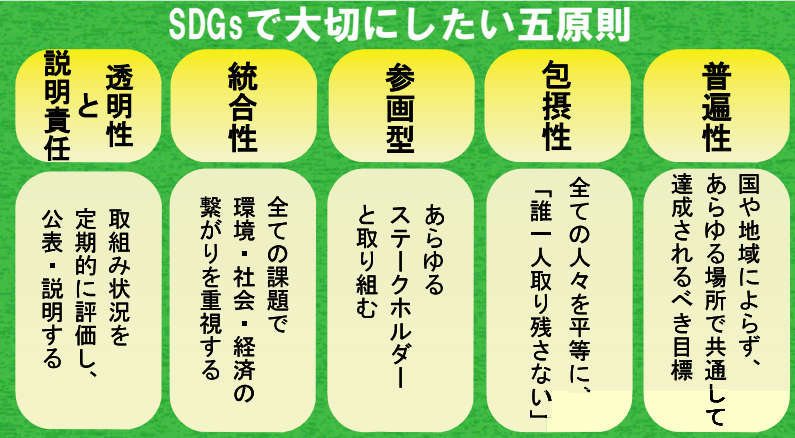 SDGsで大切にしたい五原則
普遍性
国や地域によらず、
あらゆる場所で共通して
達成されるべき目標
包摂性
全ての人々を平等に、
「誰一人取り残さない」
参画型
あらゆる
ステークホルダー
と取り組む
統合性
全ての課題で
環境・社会・経済の
繋がりを重視する
透明性
と
説明責任
取組み状況を
定期的に評価し、
公表・説明する